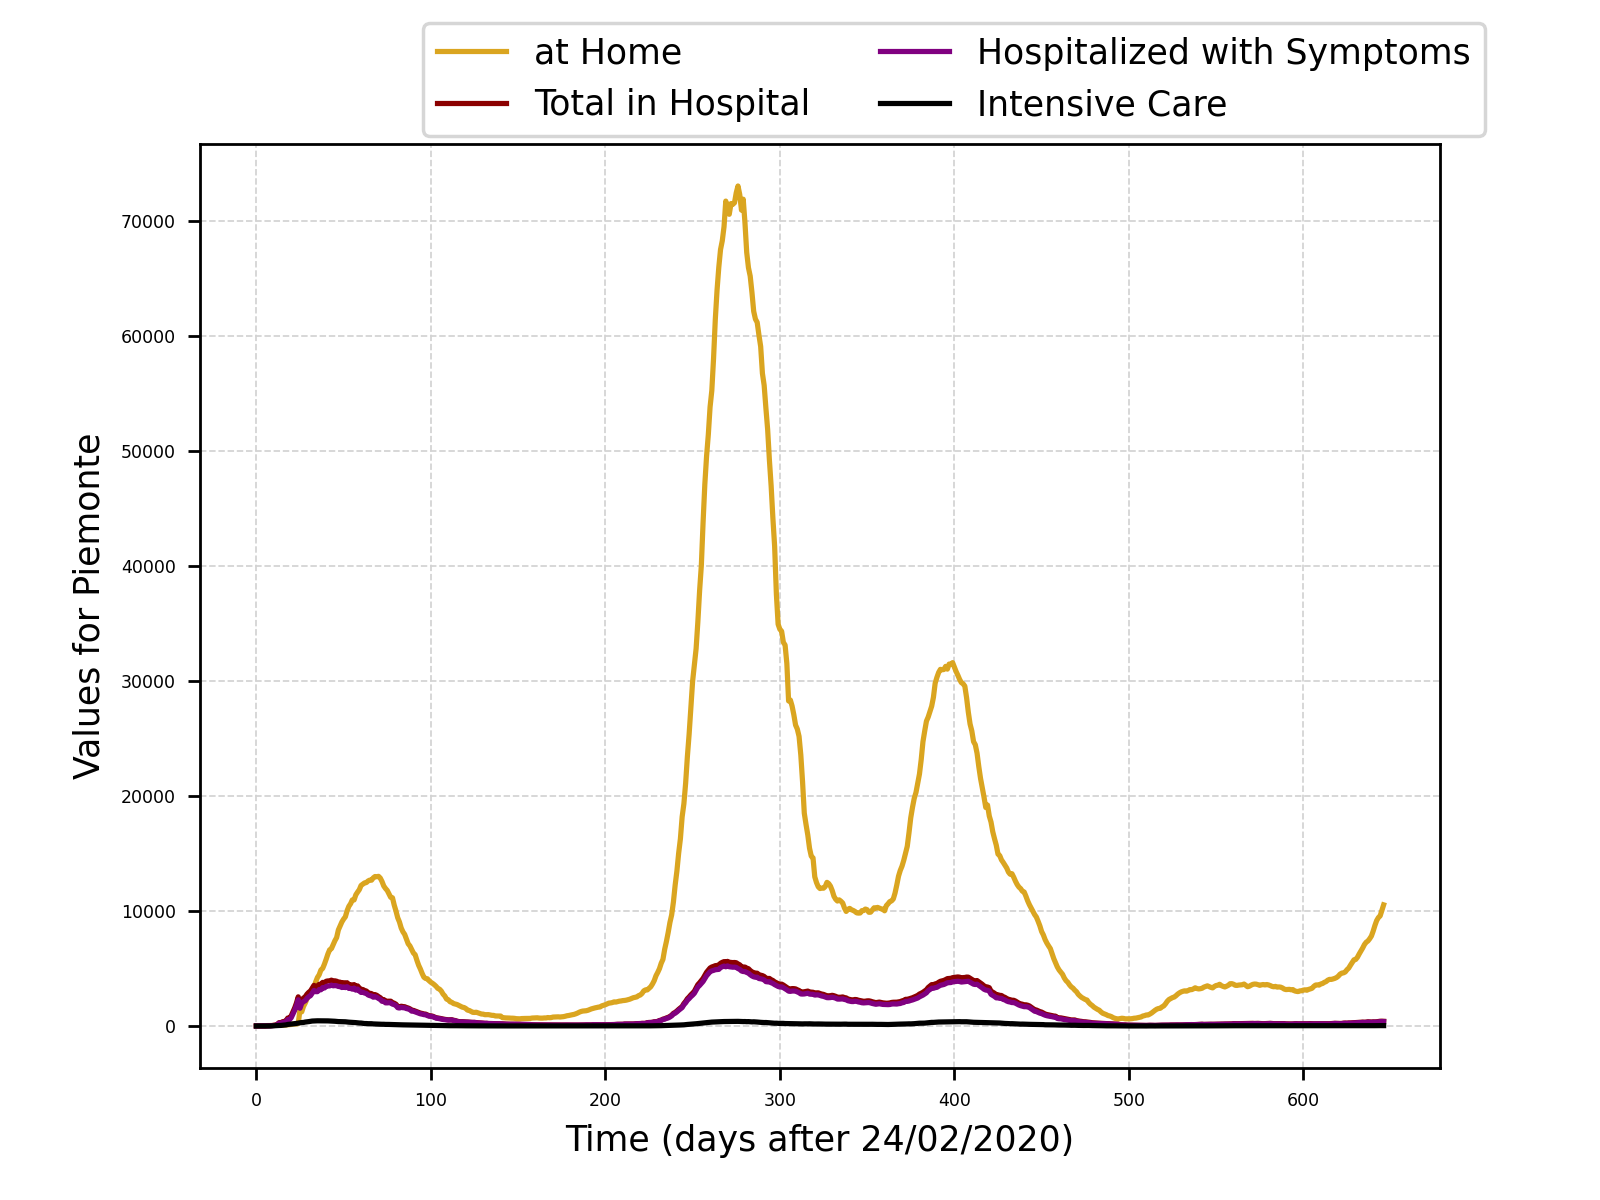 at Home
Total in Hospital
Hospitalized with Symptoms
Intensive Care
Values for Piemonte
70000
60000
50000
40000
30000
20000
10000
0
0 100 200 300 400 500 600
Time (days after 24/02/2020)